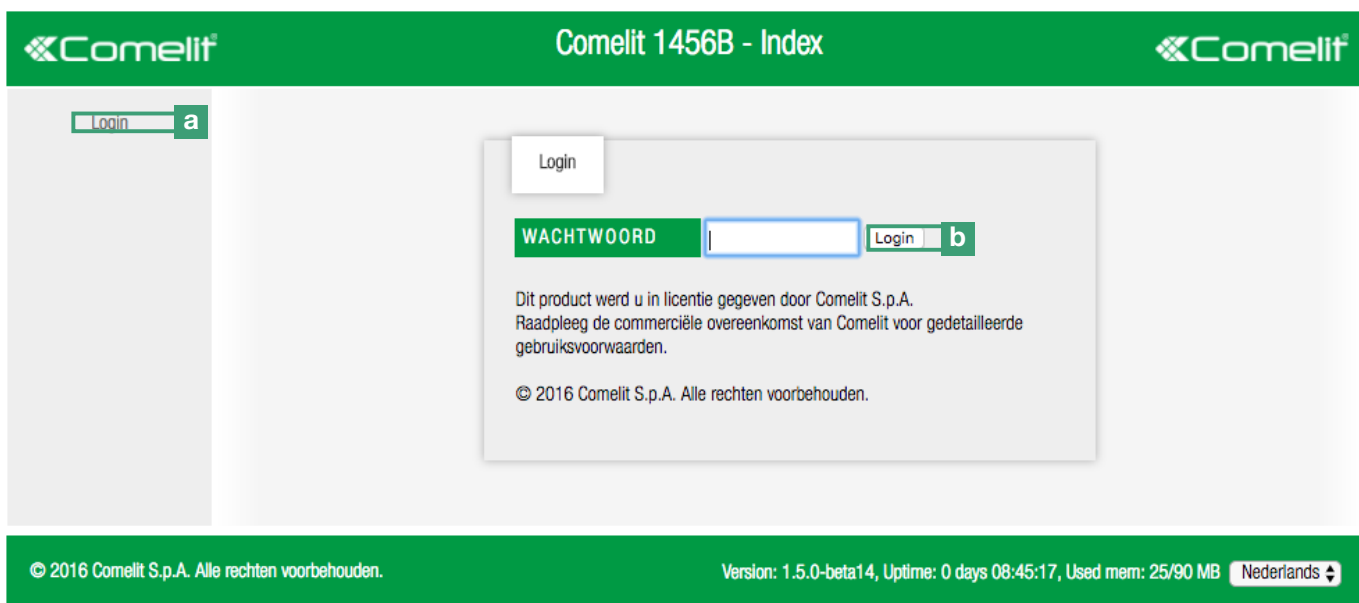 Comelit
Comelit 1456B - Index
Comelit
Login a
Login
WACHTWOORD
Login b
Dit product werd u in licentie gegeven door Comelit S.p.A.
Raadpleeg de commerciële overeenkomst van Comelit voor gedetailleerde
gebruiksvoorwaarden.
© 2016 Comelit S.p.A. Alle rechten voorbehouden.
© 2016 Comelit S.p.A. Alle rechten voorbehouden.
Version: 1.5.0-beta14, Uptime: 0 days 08:45:17, Used mem: 25/90 MB
Nederlands